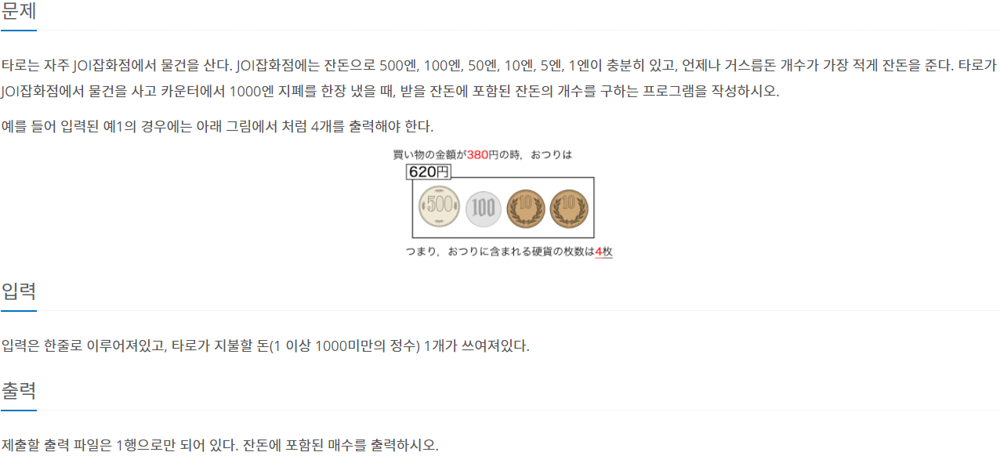 문제
타로는 자주 JOI잡화점에서 물건을 산다. JOI잡화점에는 잔돈으로 500엔, 100엔, 50엔, 10엔, 5엔, 1엔이 충분히 있고, 언제나 거스름돈 개수가 가장 적게 잔돈을 준다. 타로가
JOI잡화점에서 물건을 사고 카운터에서 1000엔 지폐를 한장 냈을 때, 받을 잔돈에 포함된 잔돈의 개수를 구하는 프로그램을 작성하시오.
예를 들어 입력된 예1의 경우에는 아래 그림에서 처럼 4개를 출력해야 한다.
買い物の金額が380円の時，おつりは
620円
500 100 10 10
つまり，おつりに含まれる硬貨の枚数は4枚
입력
입력은 한줄로 이루어져있고, 타로가 지불할 돈(1 이상 1000미만의 정수) 1개가 쓰여져있다.
출력
제출할 출력 파일은 1행으로만 되어 있다. 잔돈에 포함된 매수를 출력하시오.